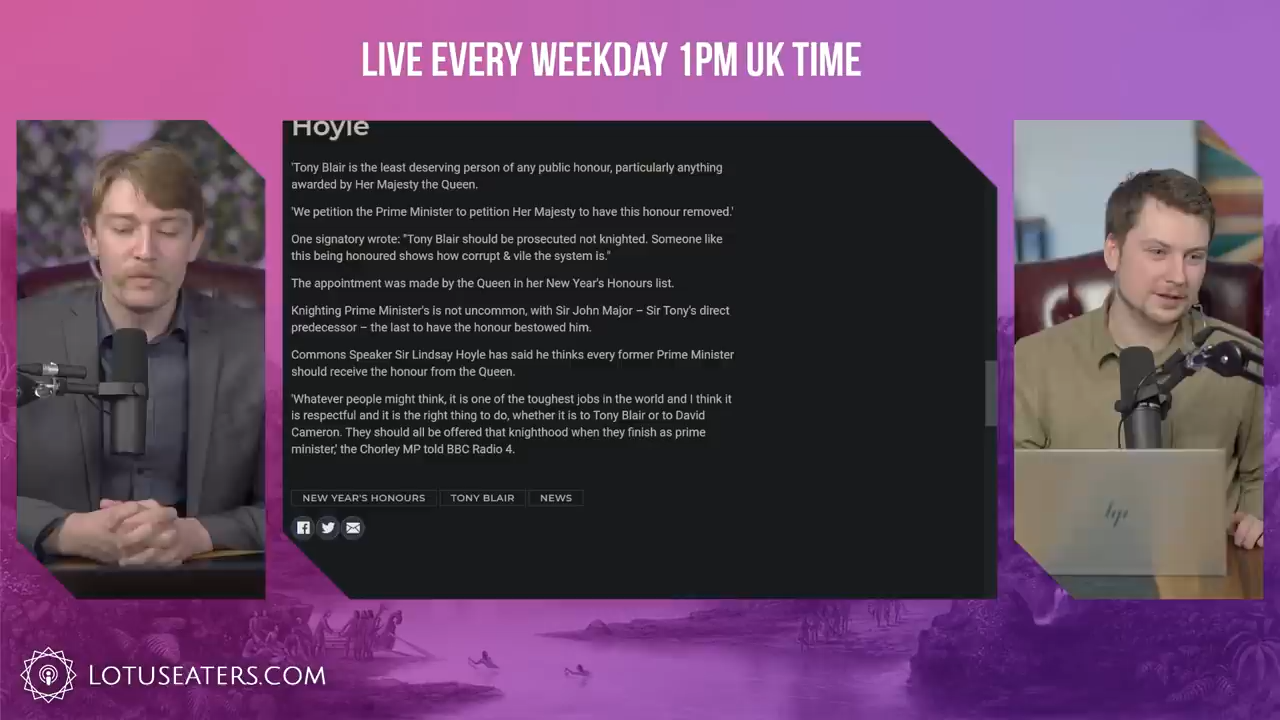 LIVE EVERY WEEKDAY 1PM UK TIME
Hoyle
'Tony Blair is the least deserving person of any public honour, particularly anything
awarded by Her Majesty the Queen.
'We petition the Prime Minister to petition Her Majesty to have this honour removed.'
One signatory wrote: "Tony Blair should be prosecuted not knighted. Someone like
this being honoured shows how corrupt & vile the system is."
The appointment was made by the Queen in her New Year's Honours list.
Knighting Prime Minister's is not uncommon, with Sir John Major – Sir Tony's direct
predecessor – the last to have the honour bestowed him.
Commons Speaker Sir Lindsay Hoyle has said he thinks every former Prime Minister
should receive the honour from the Queen.
'Whatever people might think, it is one of the toughest jobs in the world and I think it
is respectful and it is the right thing to do, whether it is to Tony Blair or to David
Cameron. They should all be offered that knighthood when they finish as prime
minister,' the Chorley MP told BBC Radio 4.
NEW YEAR'S HONOURS TONY BLAIR NEWS
hp
LOTUSEATERS.COM